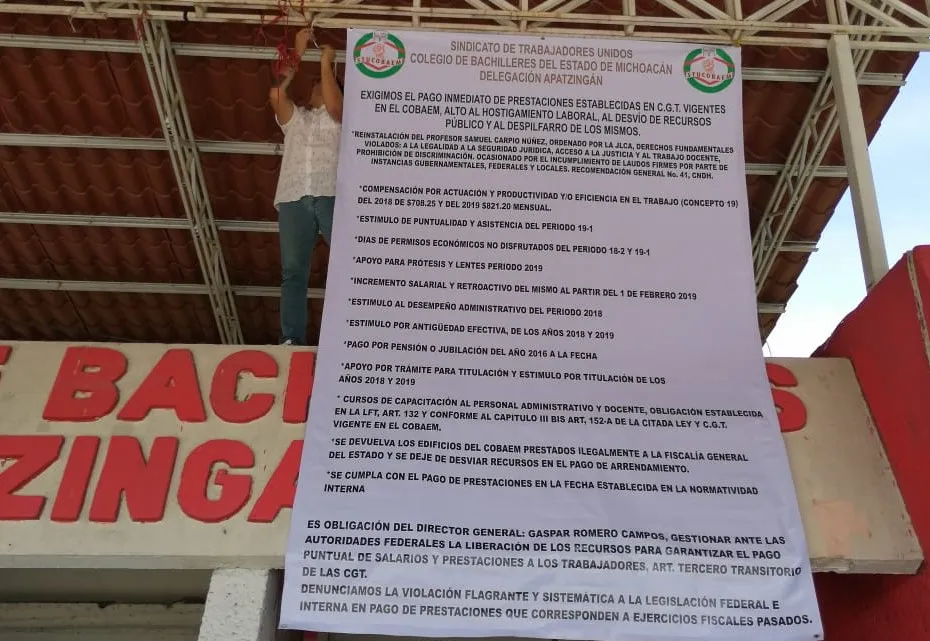 SINDICATO DE TRABAJADORES UNIDOS
COLEGIO DE BACHILLERES DEL ESTADO DE MICHOACÁN
DELEGACIÓN APATZINGÁN
STUCOBAEM
STUCOBAEM
EXIGIMOS EL PAGO INMEDIATO DE PRESTACIONES ESTABLECIDAS EN C.G.T. VIGENTES
EN EL COBAEM, ALTO AL HOSTIGAMIENTO LABORAL, AL DESVÍO DE RECURSOS
PÚBLICO Y AL DESPILFARRO DE LOS MISMOS.
*REINSTALACIÓN DEL PROFESOR SAMUEL CARPIO NÚÑEZ, ORDENADO POR LA JLCA, DERECHOS FUNDAMENTALES
VIOLADOS: A LA LEGALIDAD A LA SEGURIDAD JURIDICA, ACCESO A LA JUSTICIA Y AL TRABAJO DOCENTE,
PROHIBICIÓN DE DISCRIMINACIÓN. OCASIONADO POR EL INCUMPLIMIENTO DE LAUDOS FIRMES POR PARTE DE
INSTANCIAS GUBERNAMENTALES, FEDERALES Y LOCALES. RECOMENDACIÓN GENERAL No. 41, CNDH.
*COMPENSACIÓN POR ACTUACIÓN Y PRODUCTIVIDAD Y/O EFICIENCIA EN EL TRABAJO (CONCEPTO 19)
DEL 2018 DE $708.25 Y DEL 2019 $821.20 MENSUAL.
*ESTIMULO DE PUNTUALIDAD Y ASISTENCIA DEL PERIODO 19-1
*DIAS DE PERMISOS ECONÓMICOS NO DISFRUTADOS DEL PERIODO 18-2 Y 19-1
*APOYO PARA PRÓTESIS Y LENTES PERIODO 2019
*INCREMENTO SALARIAL Y RETROACTIVO DEL MISMO AL PARTIR DEL 1 DE FEBRERO 2019
*ESTIMULO AL DESEMPEÑO ADMINISTRATIVO DEL PERIODO 2018
*ESTIMULO POR ANTIGÜEDAD EFECTIVA, DE LOS AÑOS 2018 Y 2019
*PAGO POR PENSIÓN O JUBILACIÓN DEL AÑO 2016 A LA FECHA
*APOYO POR TRÁMITE PARA TITULACIÓN Y ESTIMULO POR TITULACIÓN DE LOS
AÑOS 2018 Y 2019
* CURSOS DE CAPACITACIÓN AL PERSONAL ADMINISTRATIVO Y DOCENTE, OBLIGACIÓN ESTABLECIDA
EN LA LFT, ART. 132 Y CONFORME AL CAPITULO III BIS ART, 152-A DE LA CITADA LEY Y C.G.T.
VIGENTE EN EL COBAEM.
*SE DEVUELVA LOS EDIFICIOS DEL COBAEM PRESTADOS ILEGALMENTE A LA FISCALÍA GENERAL
DEL ESTADO Y SE DEJE DE DESVIAR RECURSOS EN EL PAGO DE ARRENDAMIENTO.
*SE CUMPLA CON EL PAGO DE PRESTACIONES EN LA FECHA ESTABLECIDA EN LA NORMATIVIDAD
INTERNA
ES OBLIGACIÓN DEL DIRECTOR GENERAL: GASPAR ROMERO CAMPOS, GESTIONAR ANTE LAS
AUTORIDADES FEDERALES LA LIBERACIÓN DE LOS RECURSOS PARA GARANTIZAR EL PAGO
PUNTUAL DE SALARIOS Y PRESTACIONES A LOS TRABAJADORES, ART. TERCERO TRANSITORIO
DE LAS CGT.
DENUNCIAMOS LA VIOLACIÓN FLAGRANTE Y SISTEMÁTICA A LA LEGISLACIÓN FEDERAL E
INTERNA EN PAGO DE PRESTACIONES QUE CORRESPONDEN A EJERCICIOS FISCALES PASADOS.
E BACHI S
ZINGA